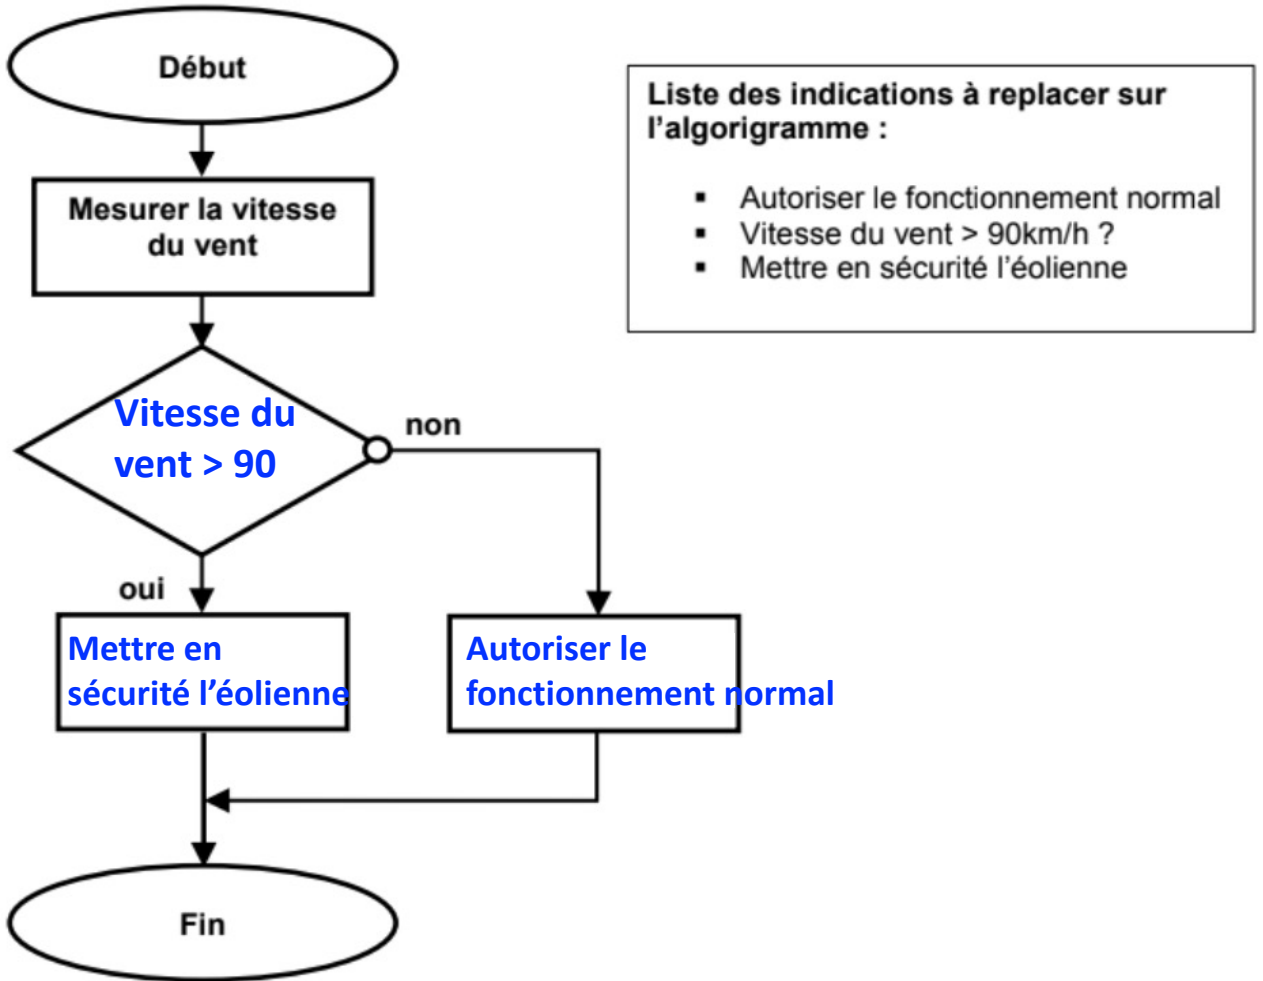 Début
Mesurer la vitesse
du vent
Vitesse du
vent > 90
non
oui
Mettre en
sécurité l’éolienne
Autoriser le
fonctionnement normal
Fin
Liste des indications à replacer sur
l’algorigramme :
▪ Autoriser le fonctionnement normal
▪ Vitesse du vent > 90km/h ?
▪ Mettre en sécurité l’éolienne